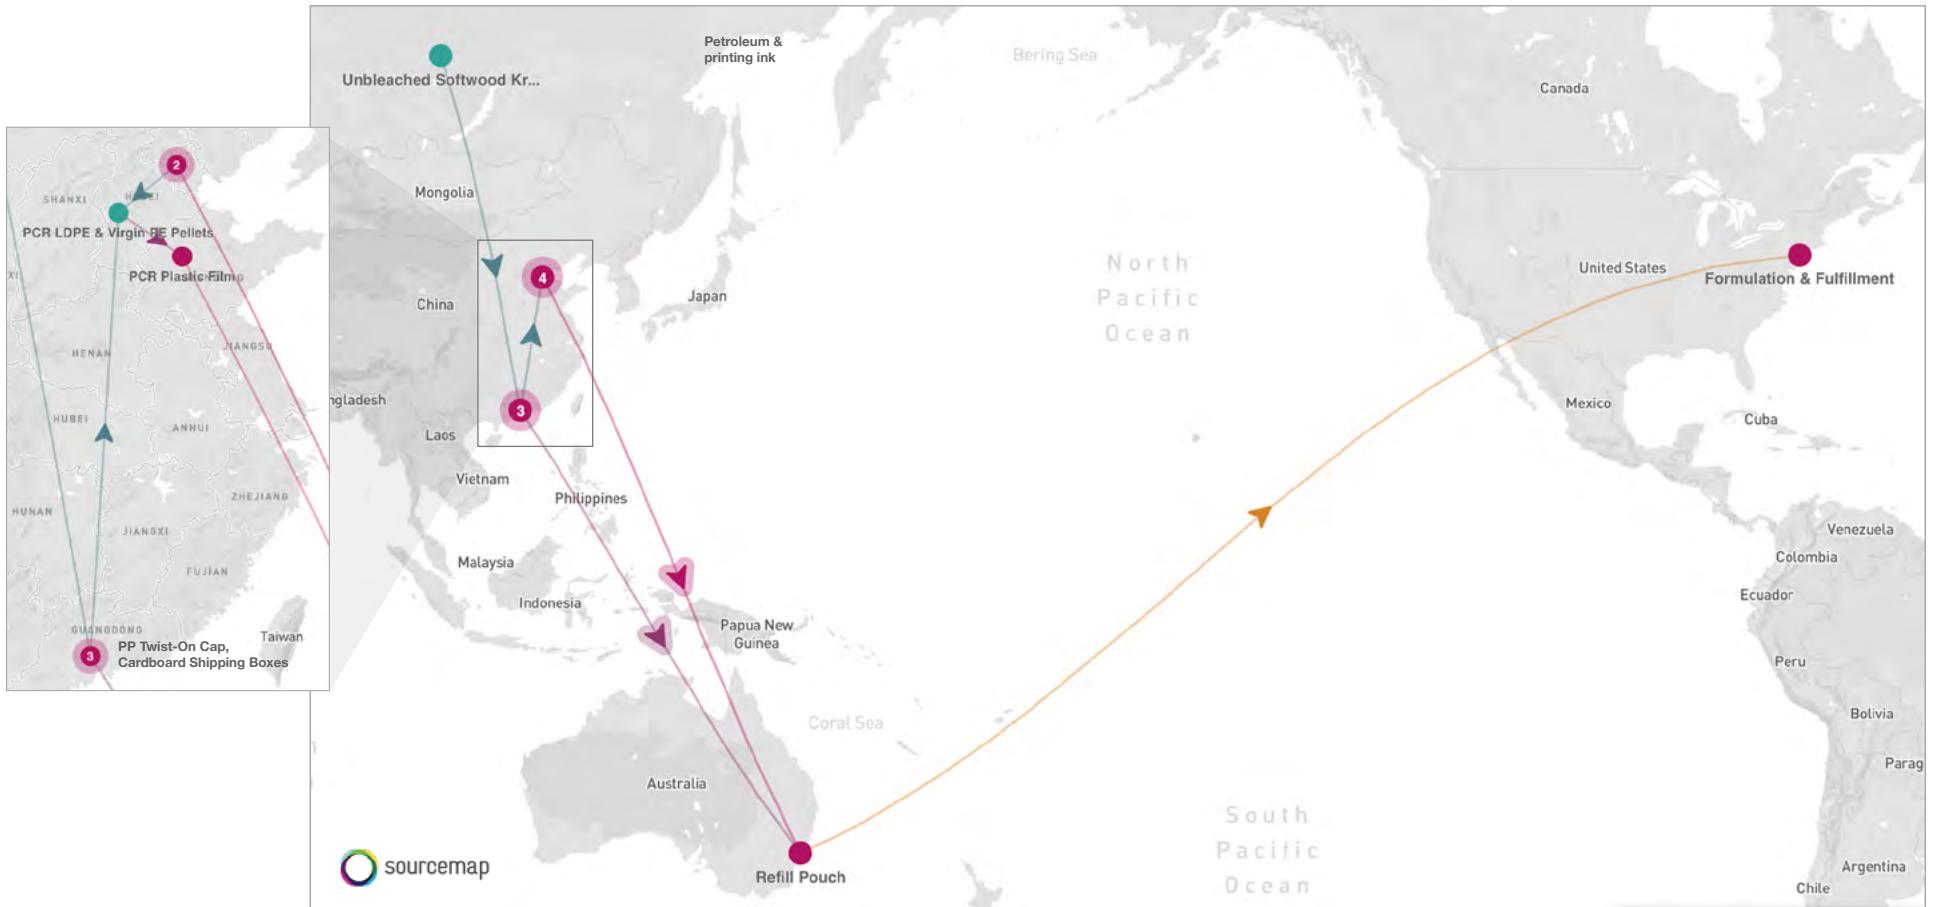 Petroleum &
printing ink
Bering Sea
Unbleached Softwood Kr...
Canada
2
SHANXI
Mongolia
PCR LDPE & Virgin PE Pellets
North
Pacific
Ocean
United States
Formulation & Fulfillment
4
PCR Plastic Film
China
Japan
JIANGSU
HENAN
ngladesh
3
Mexico
HUBEI
ANHUI
Cuba
Laos
Vietnam
Philippines
ZHEJIANG
HUNAN
JIANGXI
Venezuela
Malaysia
Colombia
FUJIAN
Indonesia
Ecuador
GUANGDONG
Papua New
Guinea
Taiwan
3
PP Twist-On Cap,
Cardboard Shipping Boxes
Peru
Coral Sea
Bolivia
Parag
Australia
South
Pacific
Ocean
sourcemap
Refill Pouch
Argentina
Chile